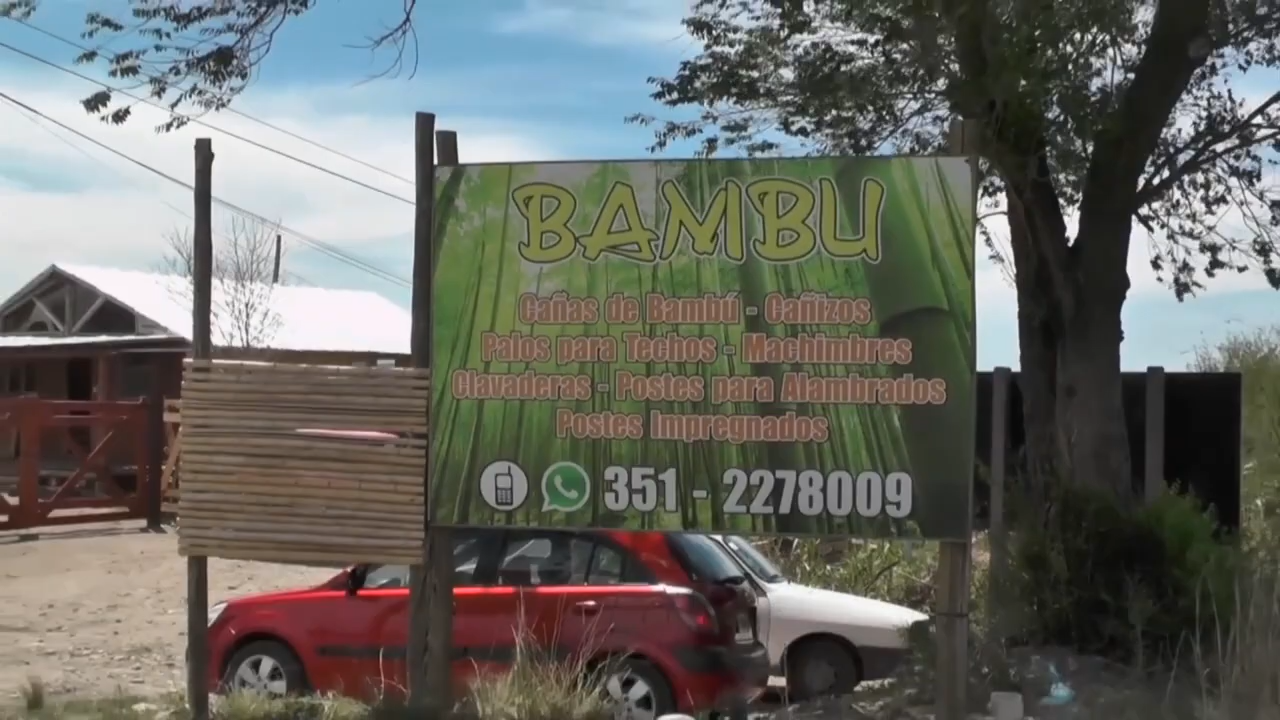 BAMBU
Cañas de Bambú - Cañizos
Palos para Techos - Machimbres
Clavaderas - Postes para Alambrados
Postes Impregnados
351 - 2278009